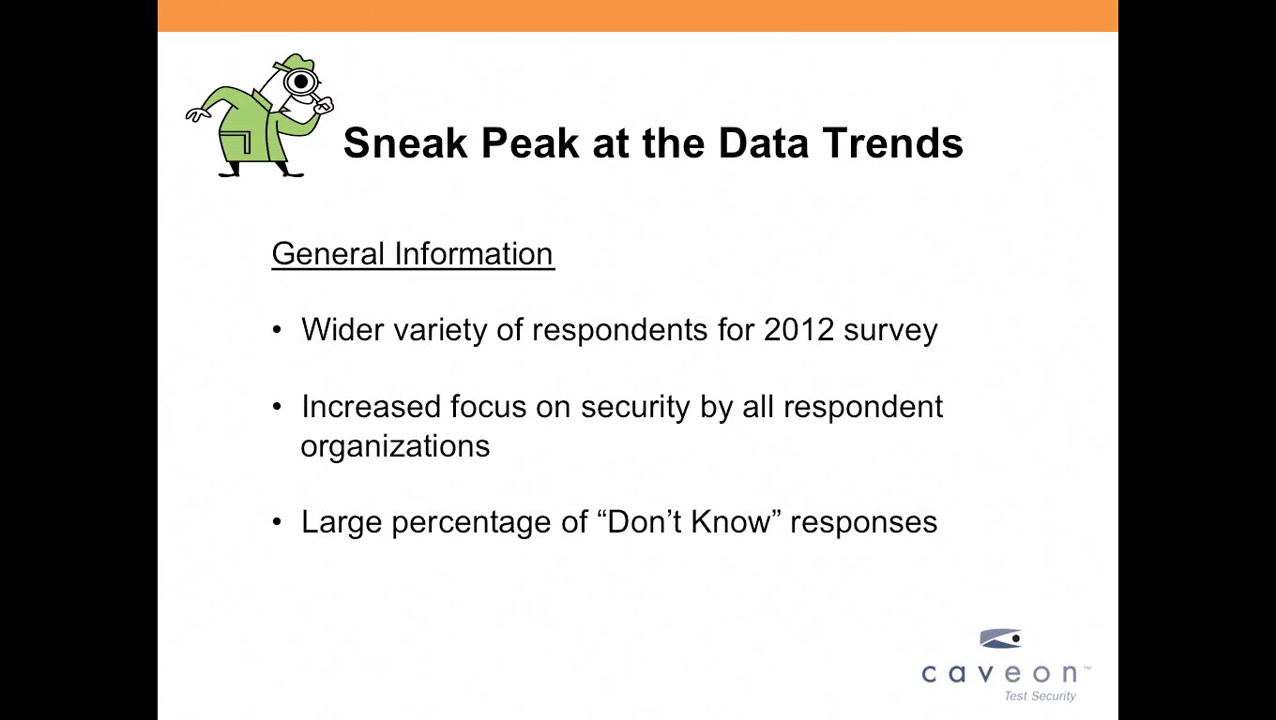 Sneak Peak at the Data Trends
General Information
• Wider variety of respondents for 2012 survey
• Increased focus on security by all respondent
organizations
• Large percentage of “Don’t Know” responses
caveon™
Test Security